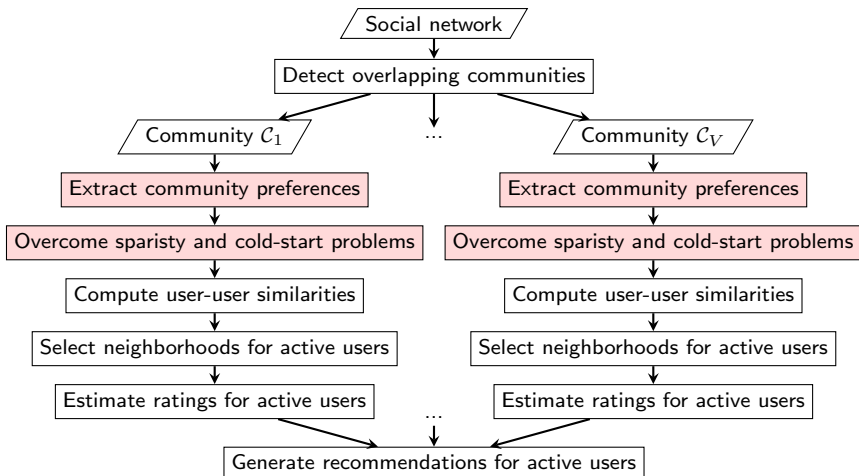 Social network
Detect overlapping communities
Community C₁ ... Community C_V
Extract community preferences Extract community preferences
Overcome sparisty and cold-start problems Overcome sparisty and cold-start problems
Compute user-user similarities Compute user-user similarities
Select neighborhoods for active users Select neighborhoods for active users
Estimate ratings for active users ... Estimate ratings for active users
Generate recommendations for active users